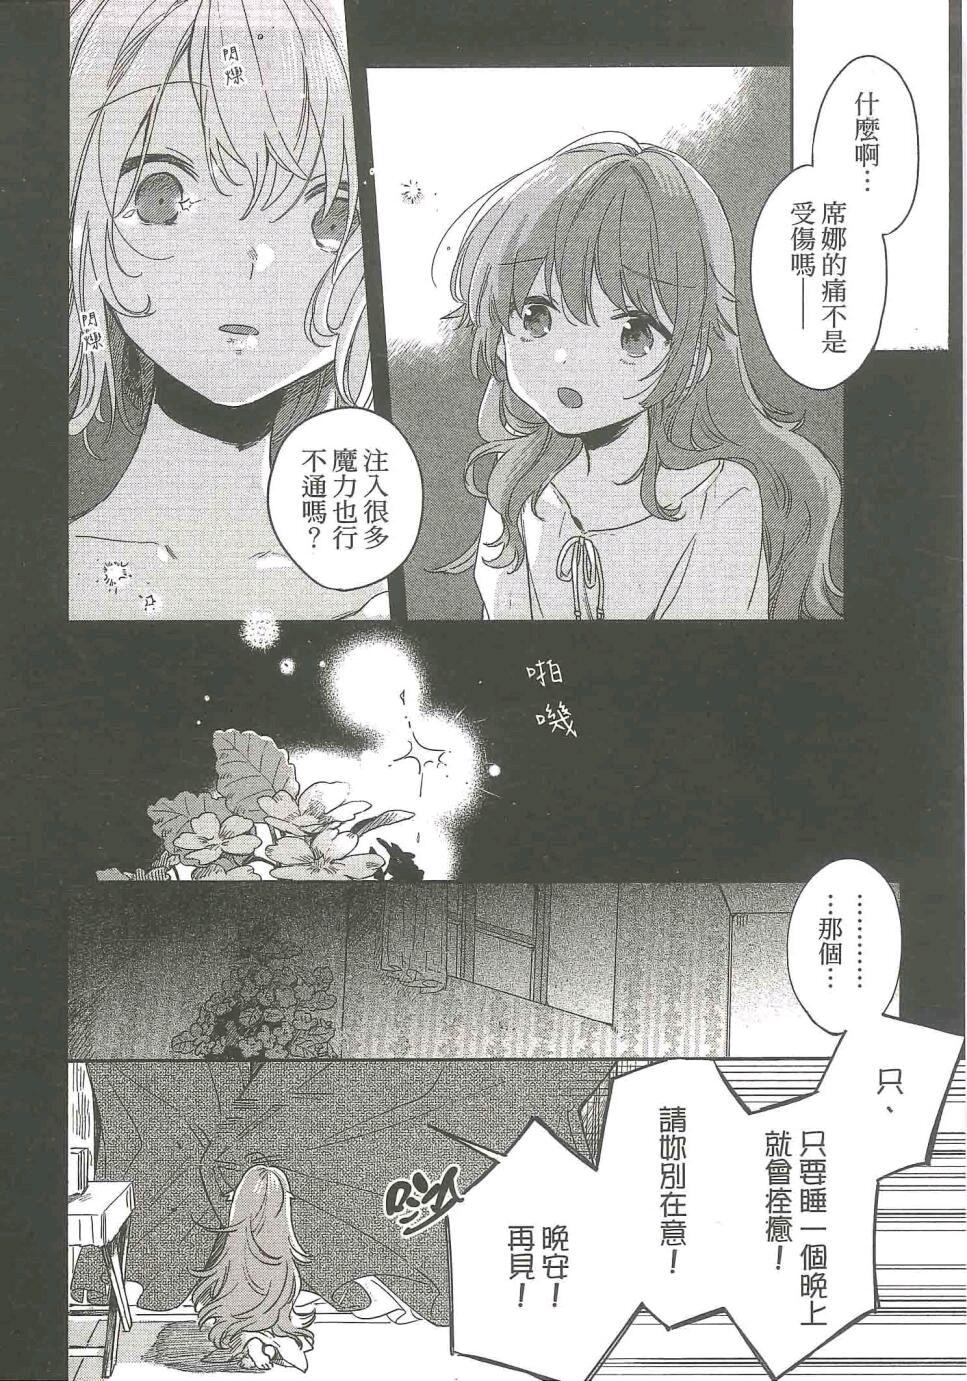 什麼啊…
席娜的痛不是
受傷嗎——
閃爍
閃爍
注入很多
魔力也行
不通嗎？
啪
嘰
…………
…那個…
只、
只要睡一個晚上
就會痊癒！
請妳別在意！
晚安！
再見！